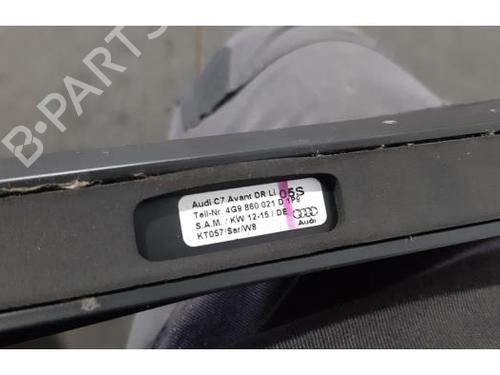 B-PARTS
Audi C7 Avant DR Li 05S
Teil-Nr. 4G9 860 021 D 1P9
S.A.M. : KW 12-15 / DE
KT057/Sar/W8
Audi